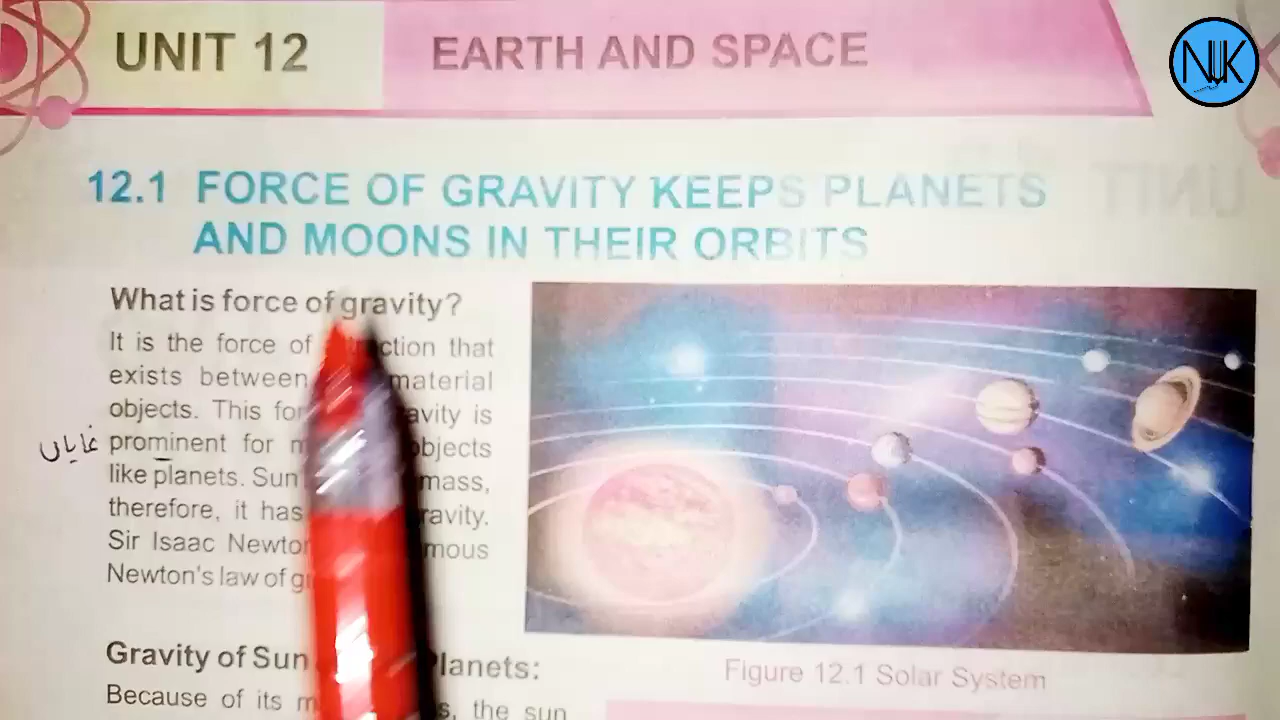 UNIT 12
EARTH AND SPACE
NJK
12.1 FORCE OF GRAVITY KEEPS PLANETS
AND MOONS IN THEIR ORBITS
What is force of gravity?
It is the force of ction that
exists between material
objects. This for avity is
نمایاں prominent for m objects
like planets. Sun mass,
therefore, it has ravity.
Sir Isaac Newton mous
Newton's law of g
Gravity of Sun lanets:
Because of its m s, the sun
Figure 12.1 Solar System
UNIT